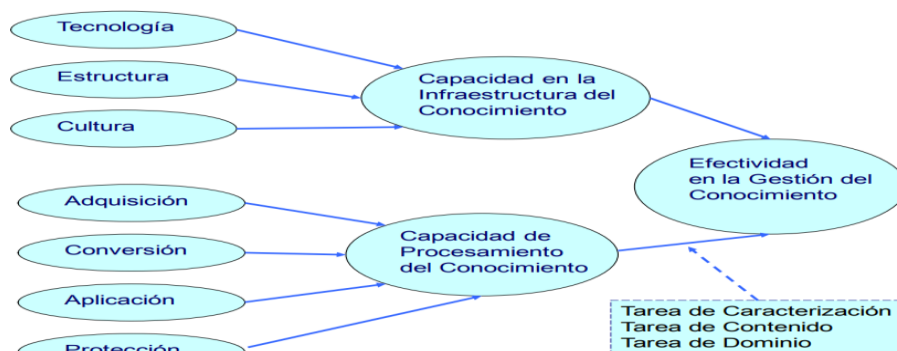 Tecnología
Estructura
Cultura
Capacidad en la
Infraestructura del
Conocimiento
Efectividad
en la Gestión del
Conocimiento
Adquisición
Conversión
Aplicación
Protección
Capacidad de
Procesamiento
del Conocimiento
Tarea de Caracterización
Tarea de Contenido
Tarea de Dominio